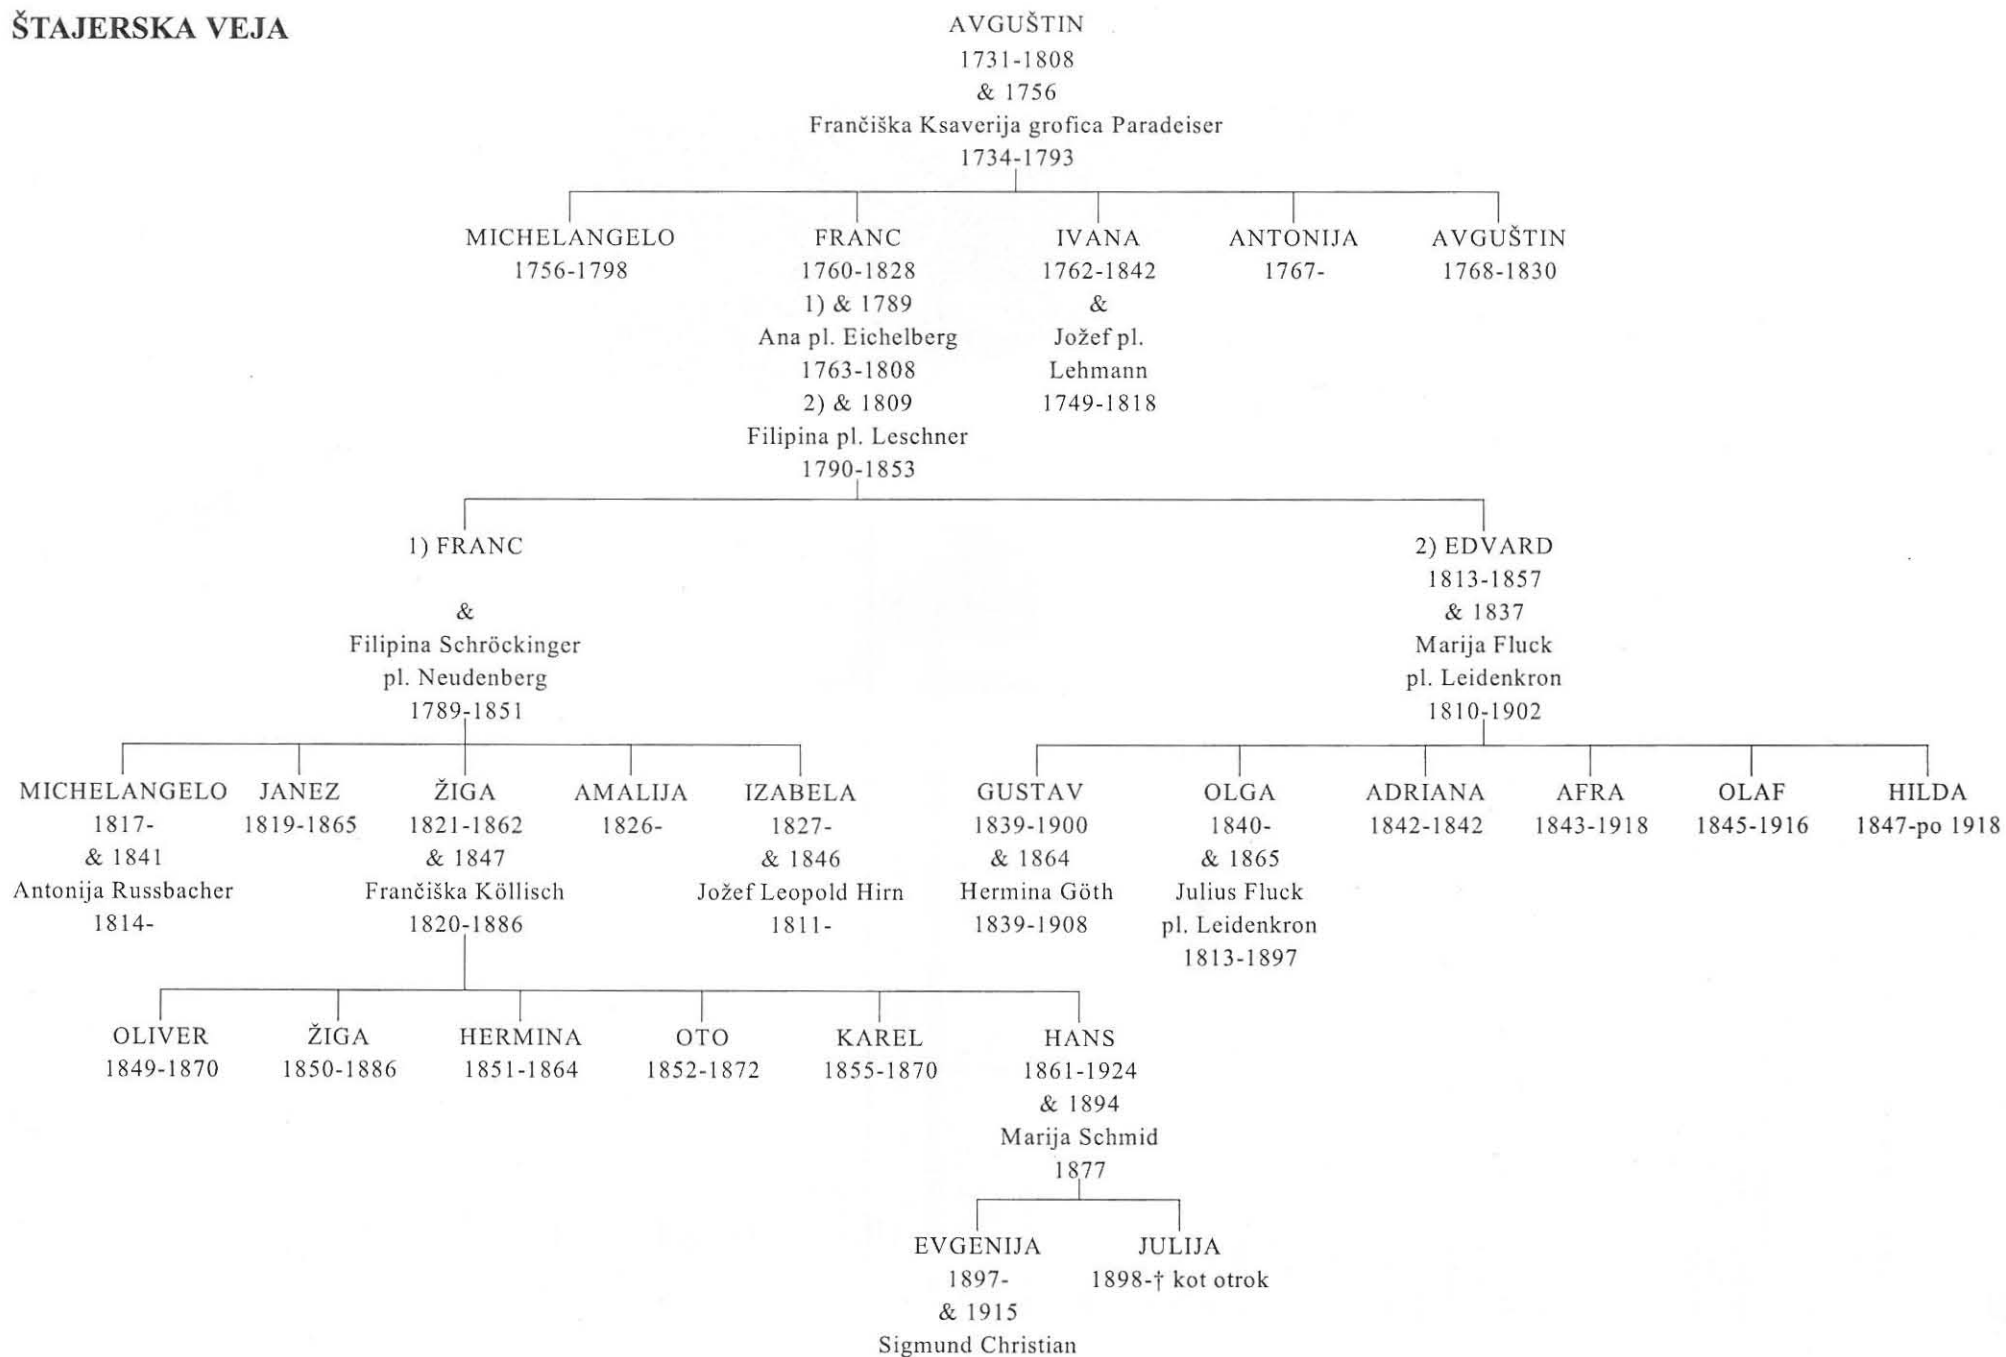 ŠTAJERSKA VEJA
AVGUŠTIN
1731-1808
& 1756
Frančiška Ksaverija grofica Paradeiser
1734-1793
MICHELANGELO
1756-1798
FRANC
1760-1828
1) & 1789
Ana pl. Eichelberg
1763-1808
2) & 1809
Filipina pl. Leschner
1790-1853
IVANA
1762-1842
&
Jožef pl.
Lehmann
1749-1818
ANTONIJA
1767-
AVGUŠTIN
1768-1830
1) FRANC
&
Filipina Schröckinger
pl. Neudenberg
1789-1851
2) EDVARD
1813-1857
& 1837
Marija Fluck
pl. Leidenkron
1810-1902
MICHELANGELO
1817-
& 1841
Antonija Russbacher
1814-
JANEZ
1819-1865
ŽIGA
1821-1862
& 1847
Frančiška Köllisch
1820-1886
AMALIJA
1826-
IZABELA
1827-
& 1846
Jožef Leopold Hirn
1811-
GUSTAV
1839-1900
& 1864
Hermina Göth
1839-1908
OLGA
1840-
& 1865
Julius Fluck
pl. Leidenkron
1813-1897
ADRIANA
1842-1842
AFRA
1843-1918
OLAF
1845-1916
HILDA
1847-po 1918
OLIVER
1849-1870
ŽIGA
1850-1886
HERMINA
1851-1864
OTO
1852-1872
KAREL
1855-1870
HANS
1861-1924
& 1894
Marija Schmid
1877
EVGENIJA
1897-
& 1915
Sigmund Christian
JULIJA
1898-† kot otrok